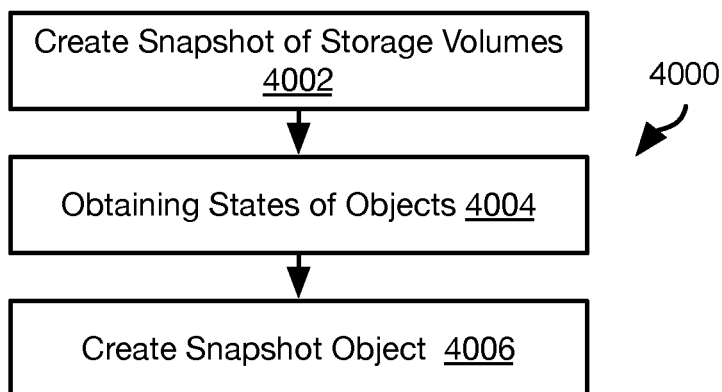 Create Snapshot of Storage Volumes
4002
4000
Obtaining States of Objects 4004
Create Snapshot Object 4006